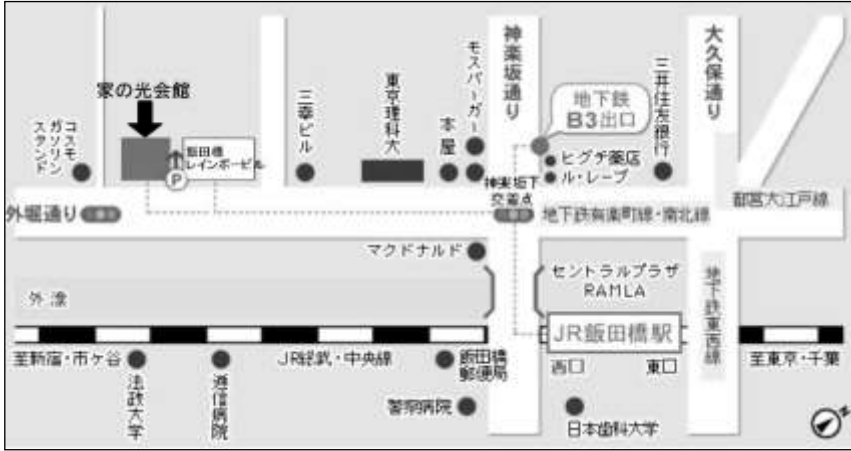 家の光会館
コスモ
ガソリン
スタンド
飯田橋
レインボービル
P
三幸ビル
東京理科大
本屋
モスバーガー
神楽坂通り
地下鉄
B3出口
三井住友銀行
大久保通り
ヒグチ薬店
ル・レーブ
神楽坂下
交差点
外堀通り
地下鉄有楽町線・南北線
都営大江戸線
マクドナルド
セントラルプラザ
RAMLA
地下鉄東西線
外濠
JR飯田橋駅
至新宿・市ヶ谷
JR総武・中央線
飯田橋
郵便局
西口
東口
至東京・千葉
法政大学
逓信病院
警察病院
日本歯科大学
N